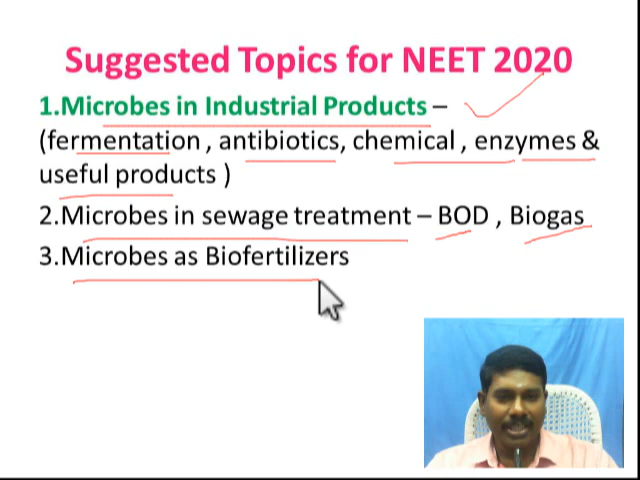 Suggested Topics for NEET 2020
1.Microbes in Industrial Products –
(fermentation , antibiotics, chemical , enzymes &
useful products )
2.Microbes in sewage treatment – BOD , Biogas
3.Microbes as Biofertilizers